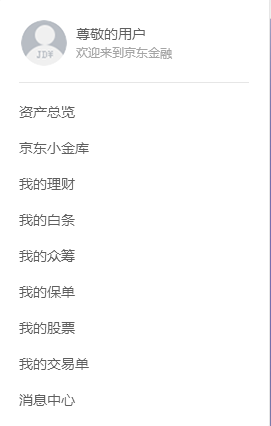 JD¥
尊敬的用户
欢迎来到京东金融
资产总览
京东小金库
我的理财
我的白条
我的众筹
我的保单
我的股票
我的交易单
消息中心